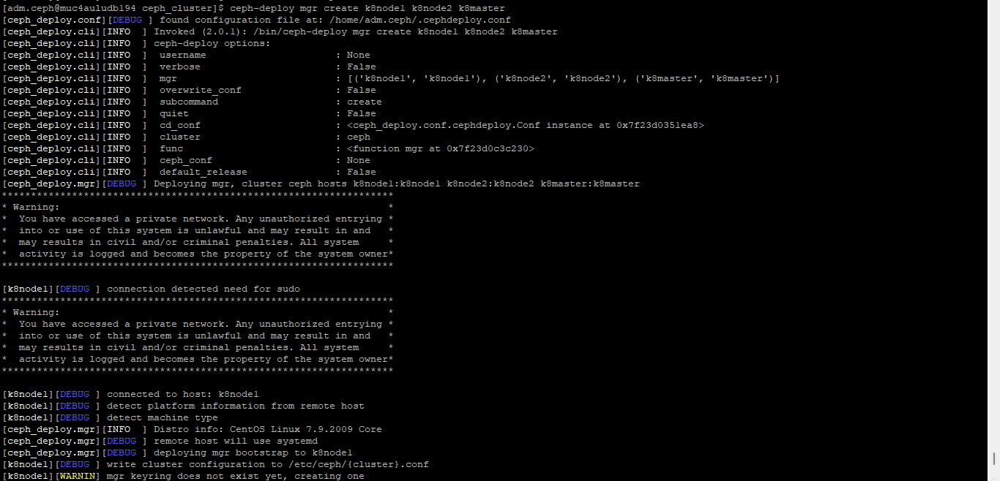 [adm.ceph@muc4auludb194 ceph_cluster]$ ceph-deploy mgr create k8node1 k8node2 k8master
[ceph_deploy.conf][DEBUG ] found configuration file at: /home/adm.ceph/.cephdeploy.conf
[ceph_deploy.cli][INFO  ] Invoked (2.0.1): /bin/ceph-deploy mgr create k8node1 k8node2 k8master
[ceph_deploy.cli][INFO  ] ceph-deploy options:
[ceph_deploy.cli][INFO  ]  username                      : None
[ceph_deploy.cli][INFO  ]  verbose                       : False
[ceph_deploy.cli][INFO  ]  mgr                           : [('k8node1', 'k8node1'), ('k8node2', 'k8node2'), ('k8master', 'k8master')]
[ceph_deploy.cli][INFO  ]  overwrite_conf                : False
[ceph_deploy.cli][INFO  ]  subcommand                    : create
[ceph_deploy.cli][INFO  ]  quiet                         : False
[ceph_deploy.cli][INFO  ]  cd_conf                       : <ceph_deploy.conf.cephdeploy.Conf instance at 0x7f23d0351ea8>
[ceph_deploy.cli][INFO  ]  cluster                       : ceph
[ceph_deploy.cli][INFO  ]  func                          : <function mgr at 0x7f23d0c3c230>
[ceph_deploy.cli][INFO  ]  ceph_conf                     : None
[ceph_deploy.cli][INFO  ]  default_release               : False
[ceph_deploy.mgr][DEBUG ] Deploying mgr, cluster ceph hosts k8node1:k8node1 k8node2:k8node2 k8master:k8master
*******************************************************************
* Warning:                                                        *
*  You have accessed a private network. Any unauthorized entrying *
*  into or use of this system is unlawful and may result in and   *
*  may results in civil and/or criminal penalties. All system     *
*  activity is logged and becomes the property of the system owner*
*******************************************************************
[k8node1][DEBUG ] connection detected need for sudo
*******************************************************************
* Warning:                                                        *
*  You have accessed a private network. Any unauthorized entrying *
*  into or use of this system is unlawful and may result in and   *
*  may results in civil and/or criminal penalties. All system     *
*  activity is logged and becomes the property of the system owner*
*******************************************************************
[k8node1][DEBUG ] connected to host: k8node1
[k8node1][DEBUG ] detect platform information from remote host
[k8node1][DEBUG ] detect machine type
[ceph_deploy.mgr][INFO  ] Distro info: CentOS Linux 7.9.2009 Core
[ceph_deploy.mgr][DEBUG ] remote host will use systemd
[ceph_deploy.mgr][DEBUG ] deploying mgr bootstrap to k8node1
[k8node1][DEBUG ] write cluster configuration to /etc/ceph/{cluster}.conf
[k8node1][WARNIN] mgr keyring does not exist yet, creating one